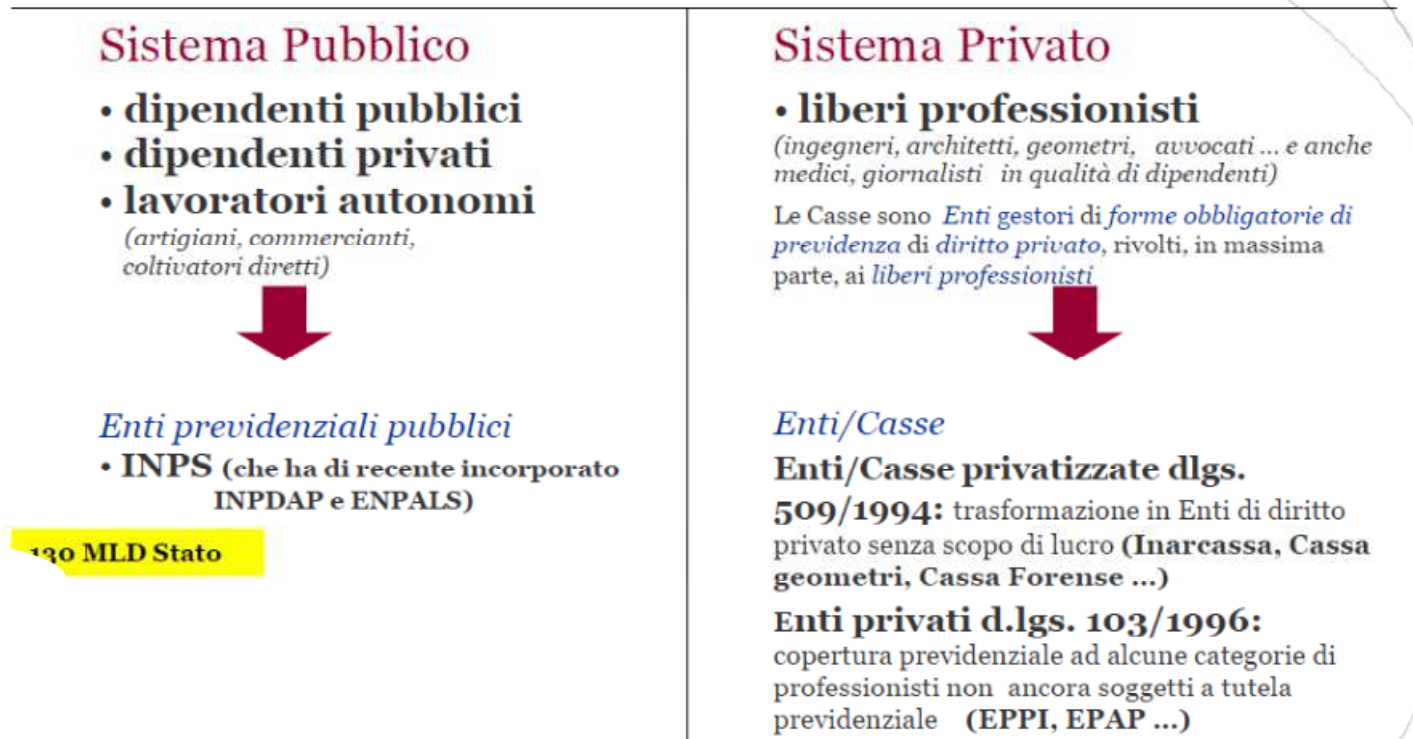 Sistema Pubblico
• dipendenti pubblici
• dipendenti privati
• lavoratori autonomi
(artigiani, commercianti,
coltivatori diretti)
Enti previdenziali pubblici
• INPS (che ha di recente incorporato
INPDAP e ENPALS)
130 MLD Stato
Sistema Privato
• liberi professionisti
(ingegneri, architetti, geometri, avvocati ... e anche
medici, giornalisti in qualità di dipendenti)
Le Casse sono Enti gestori di forme obbligatorie di
previdenza di diritto privato, rivolti, in massima
parte, ai liberi professionisti
Enti/Casse
Enti/Casse privatizzate dlgs.
509/1994: trasformazione in Enti di diritto
privato senza scopo di lucro (Inarcassa, Cassa
geometri, Cassa Forense ...)
Enti privati d.lgs. 103/1996:
copertura previdenziale ad alcune categorie di
professionisti non ancora soggetti a tutela
previdenziale (EPPI, EPAP ...)